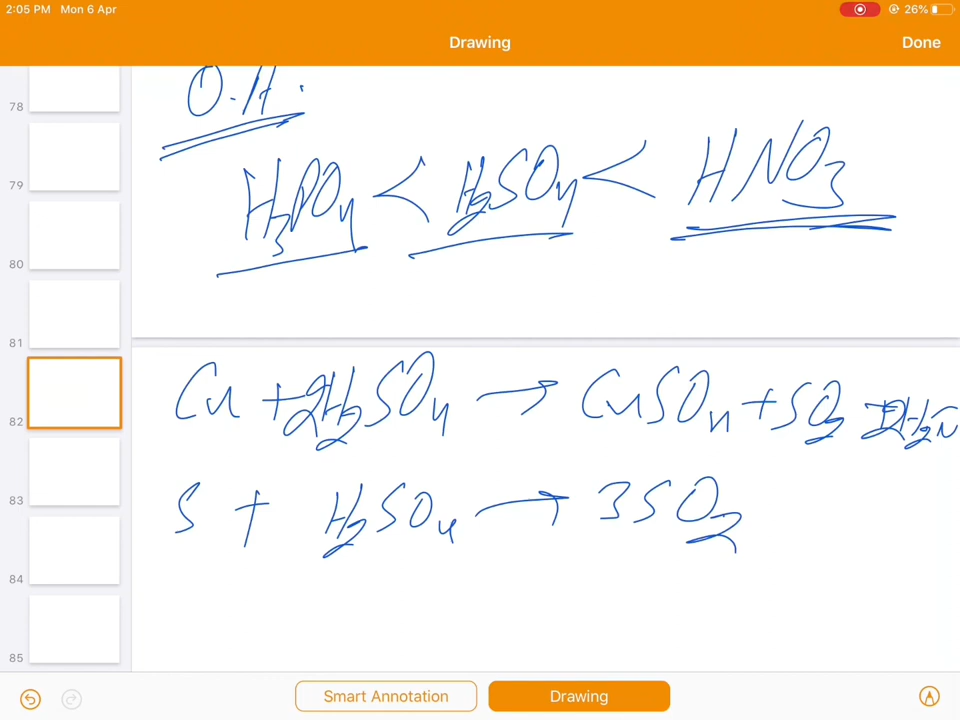 2:05 PM Mon 6 Apr
26%
Drawing
Done
78
O.A.
79
H₃PO₄ < H₂SO₄ < HNO₃
80
81
Cu + 2H₂SO₄ → CuSO₄ + SO₂
82
83
S + H₂SO₄ → 3SO₂
84
85
Smart Annotation
Drawing